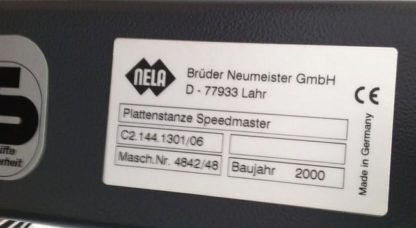 NELA
Brüder Neumeister GmbH
D - 77933 Lahr
CE
Plattenstanze Speedmaster
C2.144.1301/06
Masch.Nr. 4842/48
Baujahr 2000
Made in Germany